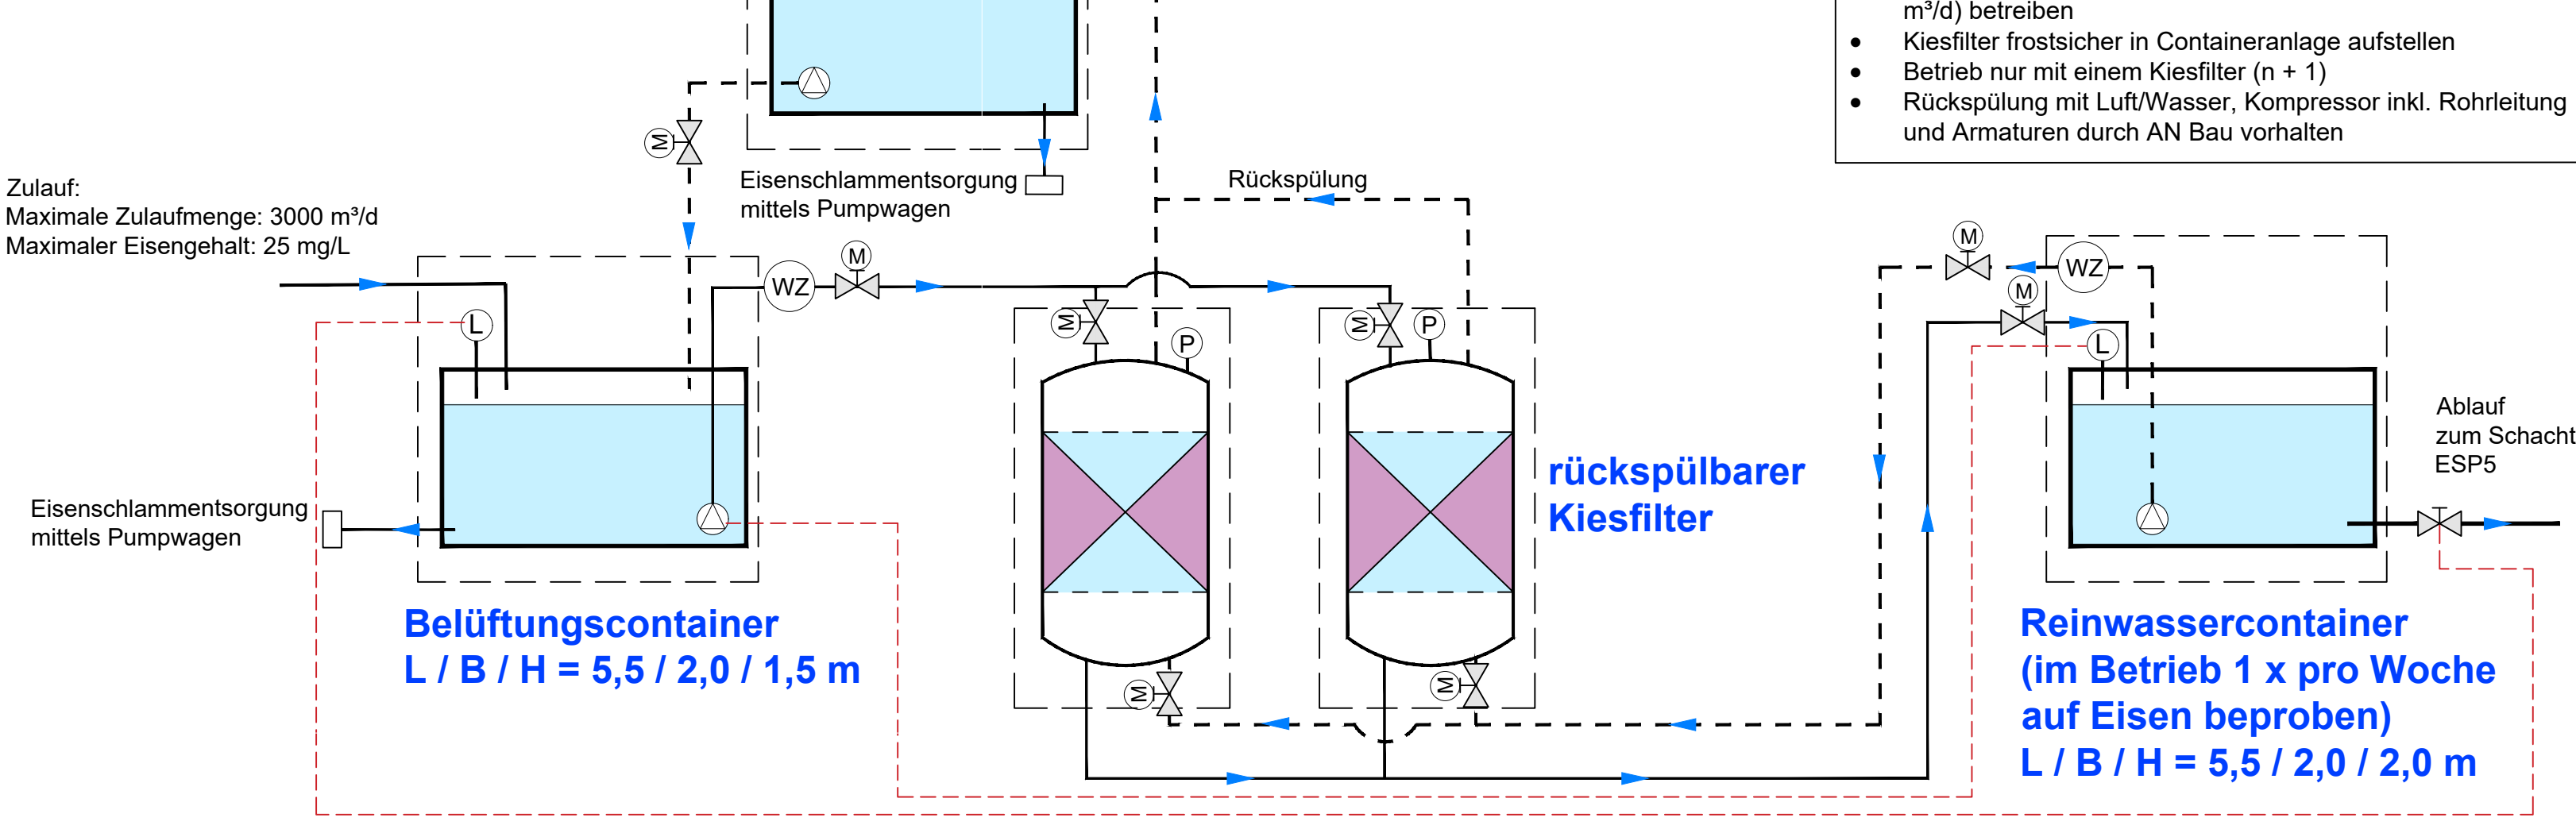 m³/d) betreiben
• Kiesfilter frostsicher in Containeranlage aufstellen
• Betrieb nur mit einem Kiesfilter (n + 1)
• Rückspülung mit Luft/Wasser, Kompressor inkl. Rohrleitung
und Armaturen durch AN Bau vorhalten
M
Eisenschlammentsorgung
mittels Pumpwagen
Rückspülung
Zulauf:
Maximale Zulaufmenge: 3000 m³/d
Maximaler Eisengehalt: 25 mg/L
L
WZ
M
M
P
M
P
M
WZ
M
L
Ablauf
zum Schacht
ESP5
rückspülbarer
Kiesfilter
Eisenschlammentsorgung
mittels Pumpwagen
Belüftungscontainer
L / B / H = 5,5 / 2,0 / 1,5 m
M
M
Reinwassercontainer
(im Betrieb 1 x pro Woche
auf Eisen beproben)
L / B / H = 5,5 / 2,0 / 2,0 m